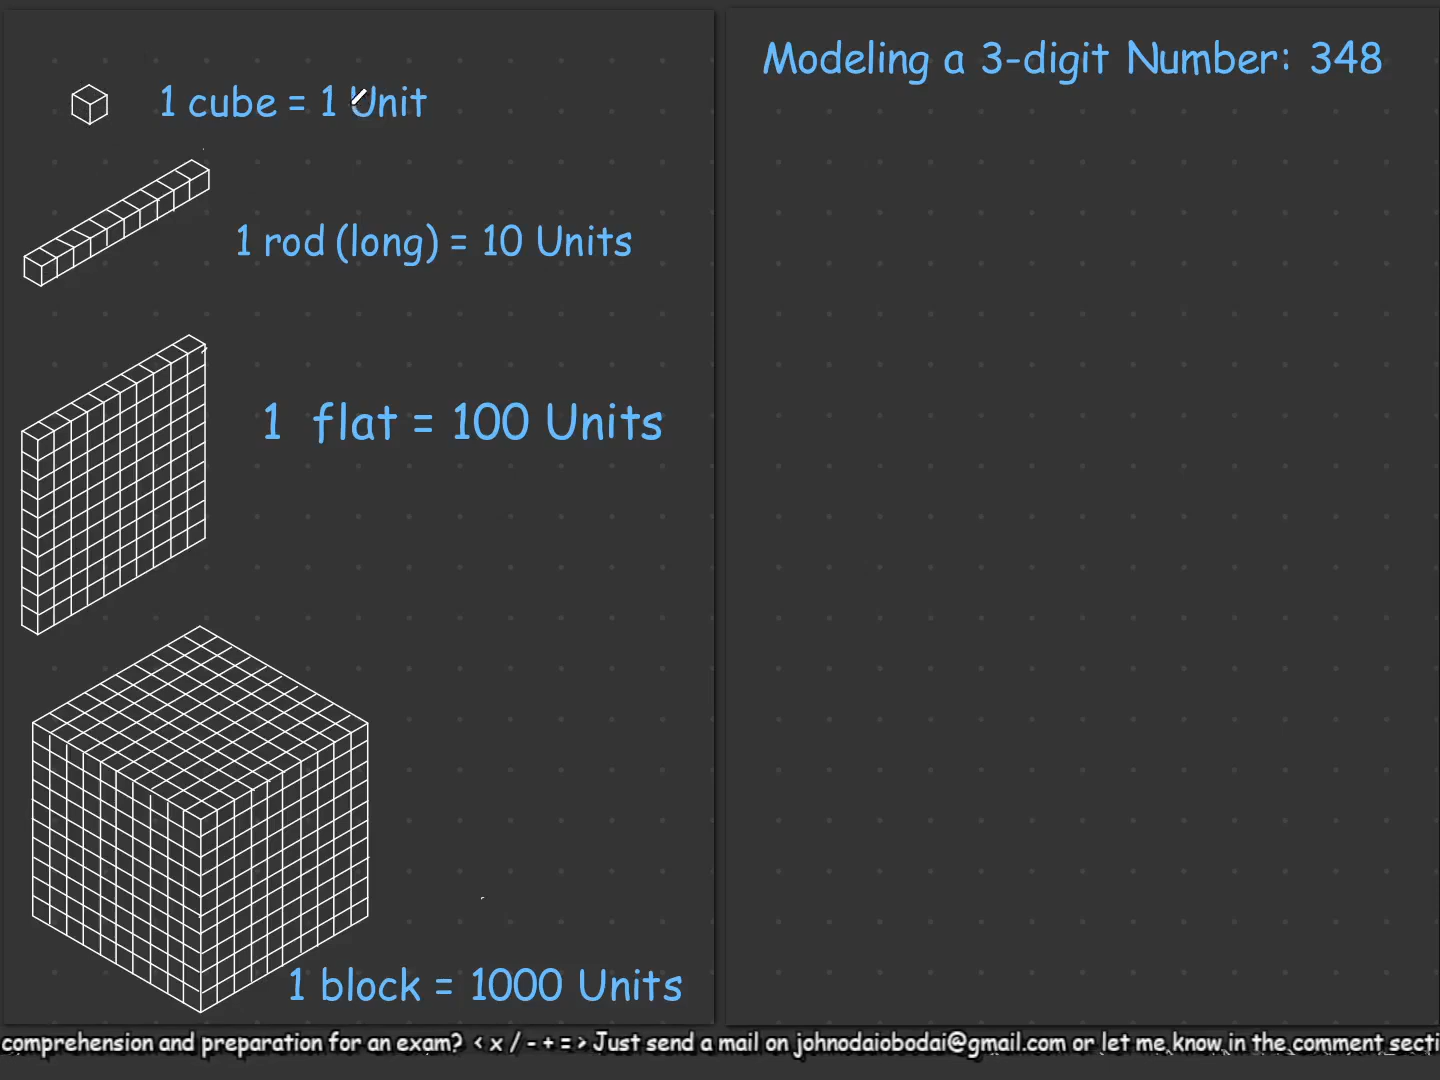 1 cube = 1 Unit
1 rod (long) = 10 Units
1 flat = 100 Units
1 block = 1000 Units
Modeling a 3-digit Number: 348
comprehension and preparation for an exam? < x / - + = > Just send a mail on johnodaiobodai@gmail.com or let me know in the comment secti